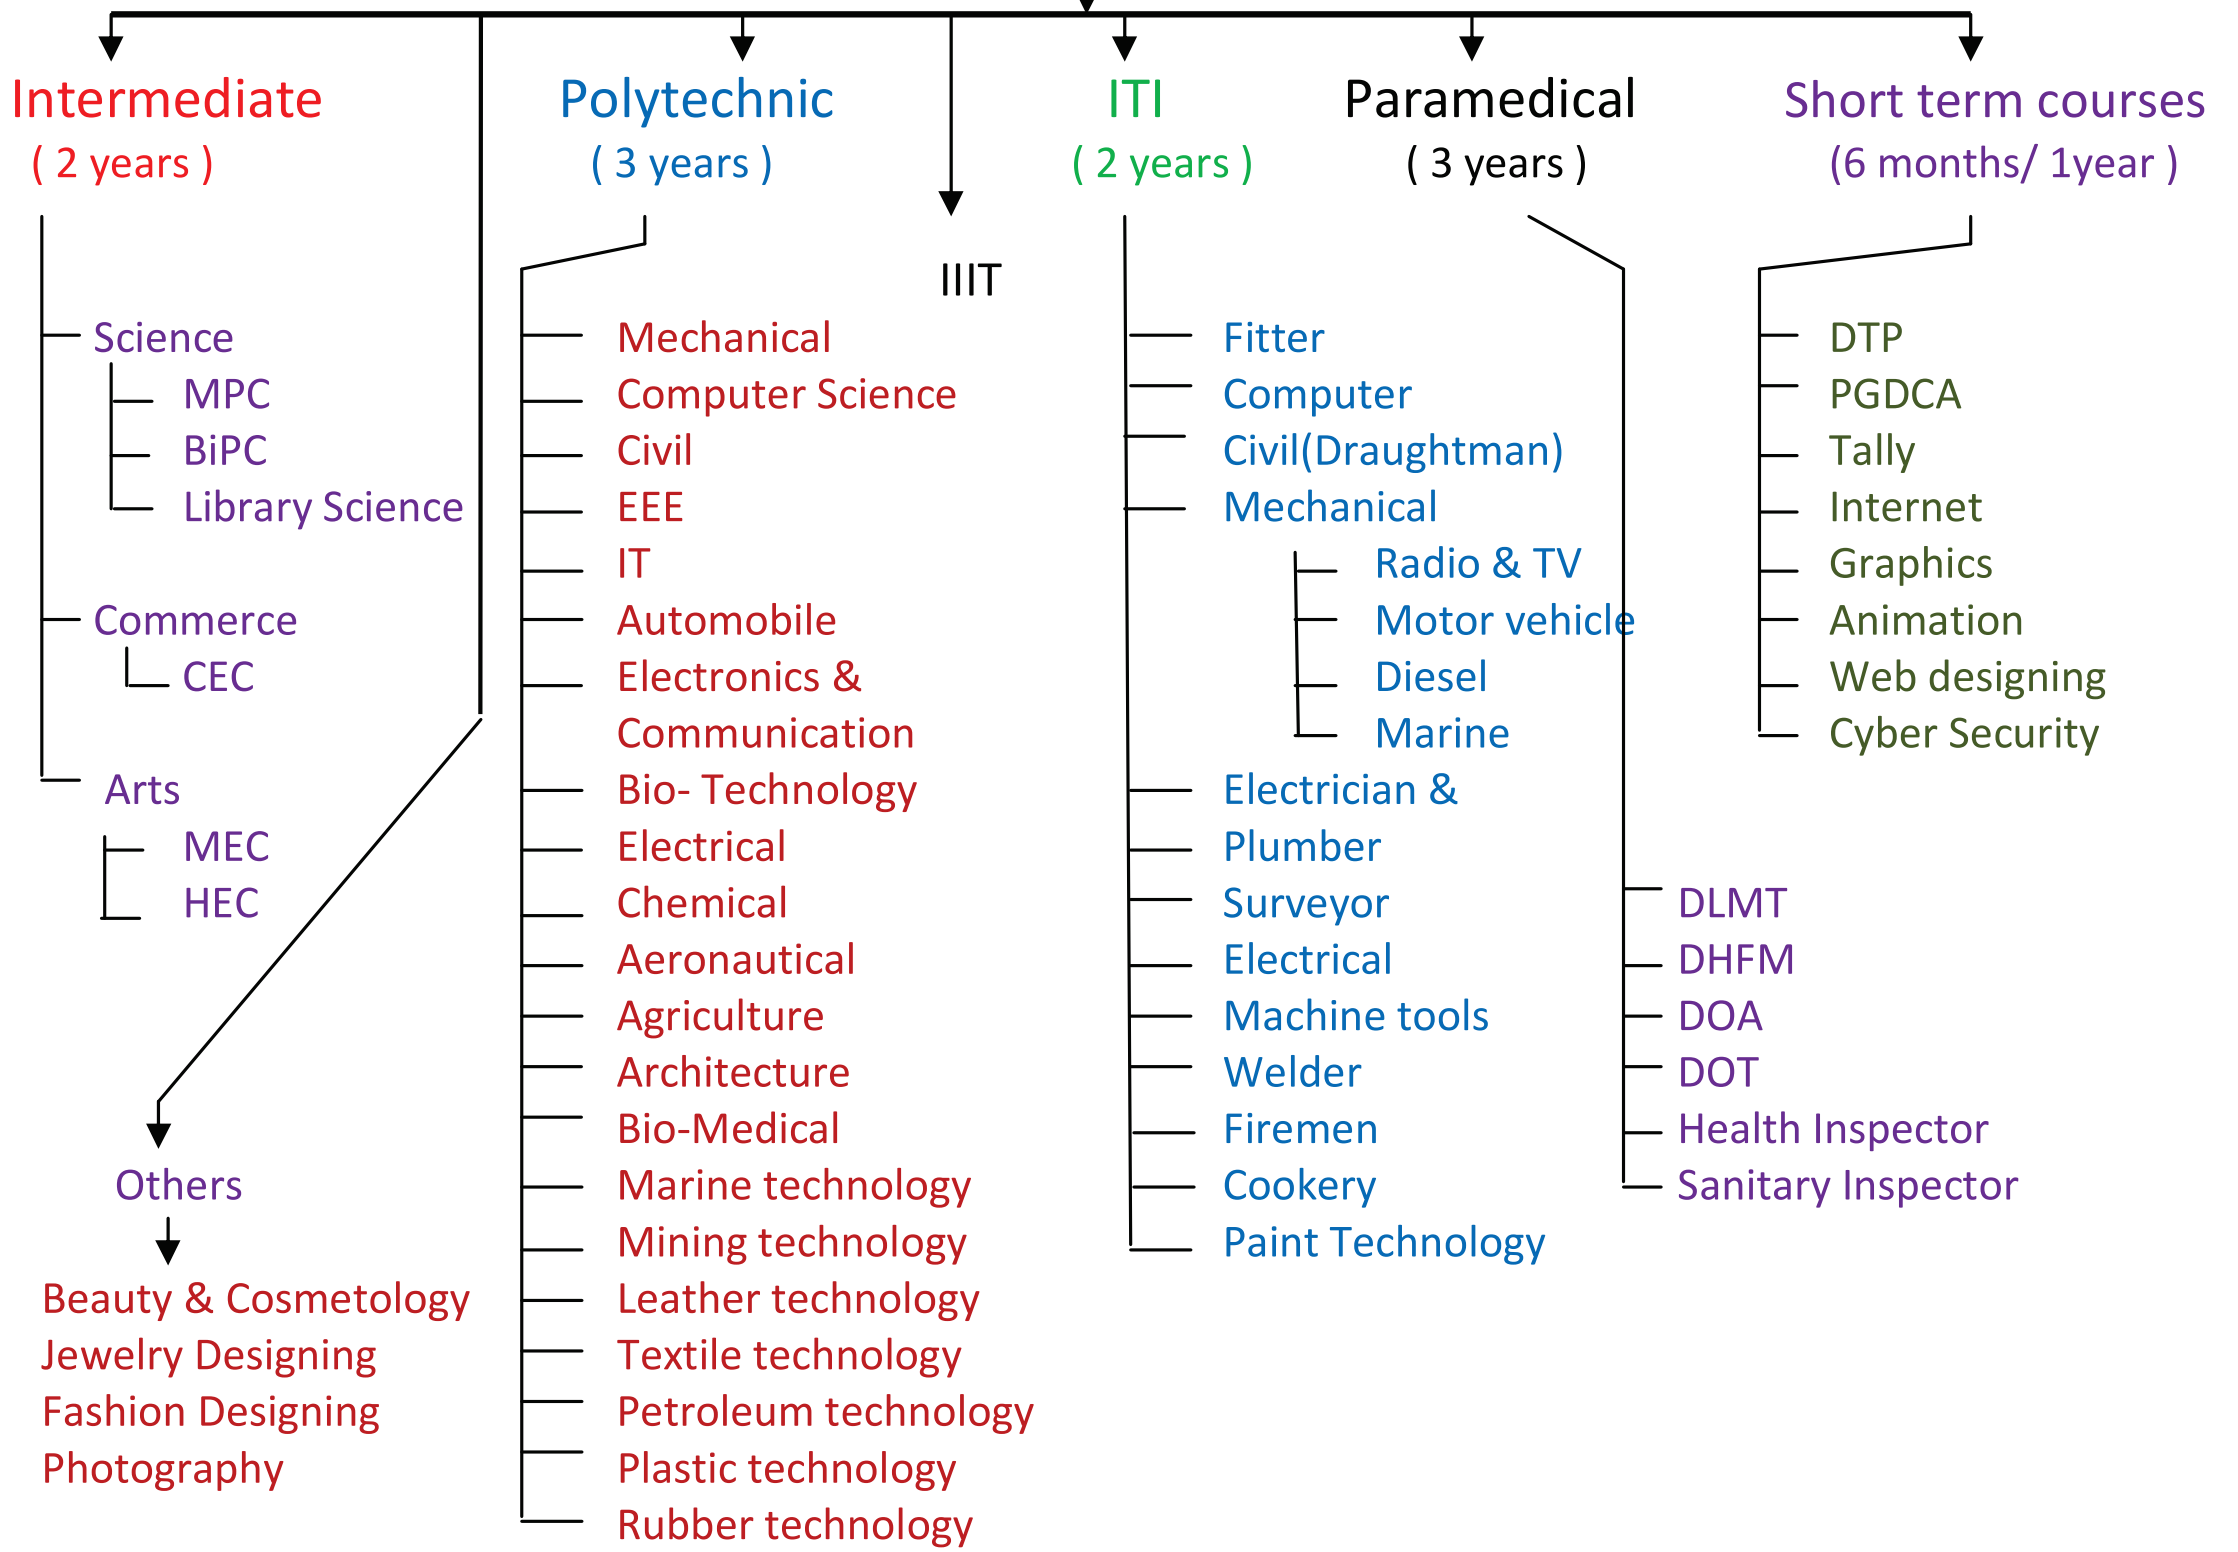 Intermediate
( 2 years )
Science
MPC
BiPC
Library Science
Commerce
CEC
Arts
MEC
HEC
Others
Beauty & Cosmetology
Jewelry Designing
Fashion Designing
Photography
Polytechnic
( 3 years )
Mechanical
Computer Science
Civil
EEE
IT
Automobile
Electronics &
Communication
Bio- Technology
Electrical
Chemical
Aeronautical
Agriculture
Architecture
Bio-Medical
Marine technology
Mining technology
Leather technology
Textile technology
Petroleum technology
Plastic technology
Rubber technology
IIIT
ITI
( 2 years )
Fitter
Computer
Civil(Draughtman)
Mechanical
Radio & TV
Motor vehicle
Diesel
Marine
Electrician &
Plumber
Surveyor
Electrical
Machine tools
Welder
Firemen
Cookery
Paint Technology
Paramedical
( 3 years )
DLMT
DHFM
DOA
DOT
Health Inspector
Sanitary Inspector
Short term courses
(6 months/ 1year )
DTP
PGDCA
Tally
Internet
Graphics
Animation
Web designing
Cyber Security